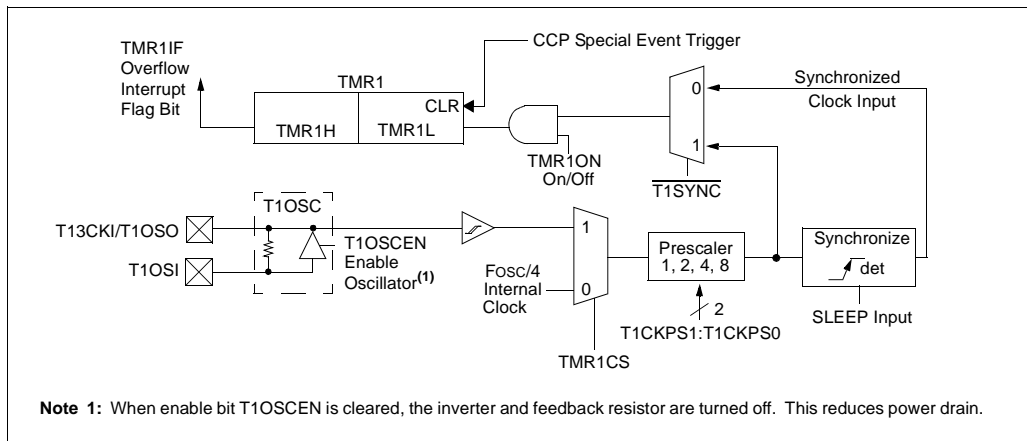 CCP Special Event Trigger
TMR1IF
Overflow
Interrupt
Flag Bit
TMR1
CLR
TMR1H
TMR1L
TMR1ON
On/Off
0
1
T1SYNC
Synchronized
Clock Input
T13CKI/T1OSO
T1OSI
T1OSC
T1OSCEN
Enable
Oscillator(1)
FOSC/4
Internal
Clock
1
0
TMR1CS
Prescaler
1, 2, 4, 8
2
T1CKPS1:T1CKPS0
Synchronize
det
SLEEP Input
Note 1: When enable bit T1OSCEN is cleared, the inverter and feedback resistor are turned off. This reduces power drain.